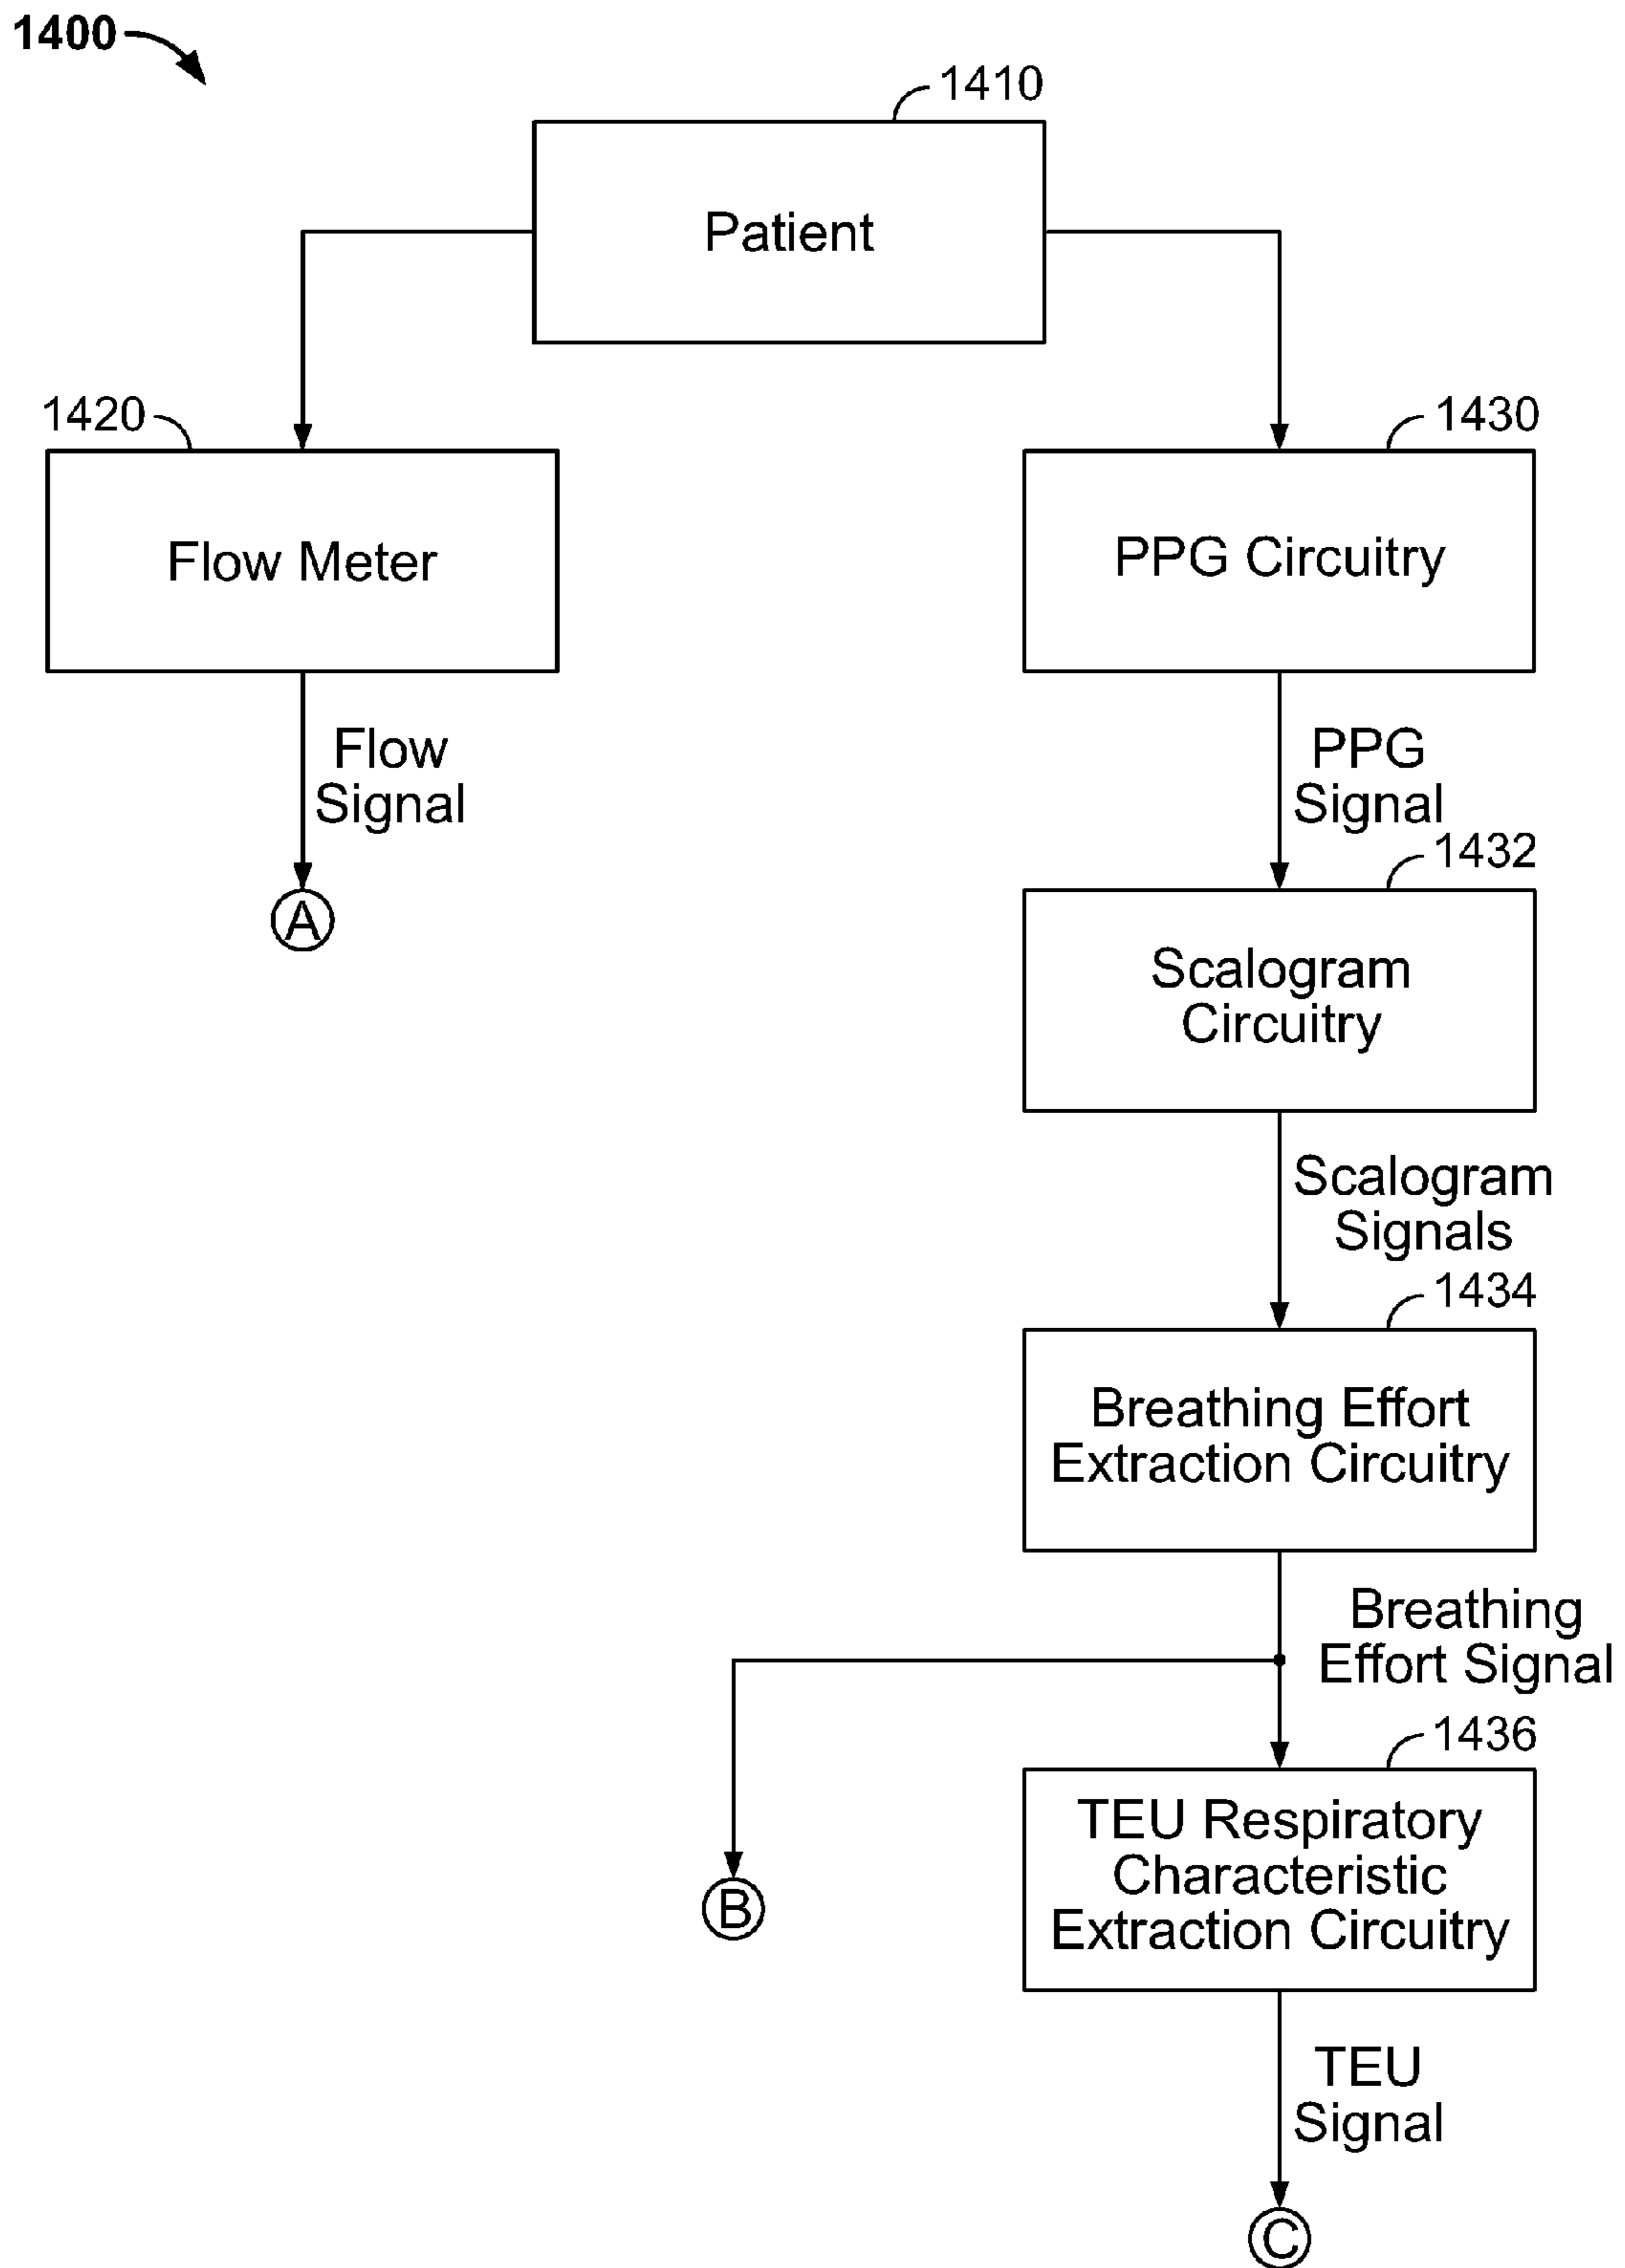 1400
1410
Patient
1420
1430
Flow Meter
PPG Circuitry
Flow
Signal
PPG
Signal
1432
A
Scalogram
Circuitry
Scalogram
Signals
1434
Breathing Effort
Extraction Circuitry
Breathing
Effort Signal
1436
TEU Respiratory
Characteristic
Extraction Circuitry
B
TEU
Signal
C